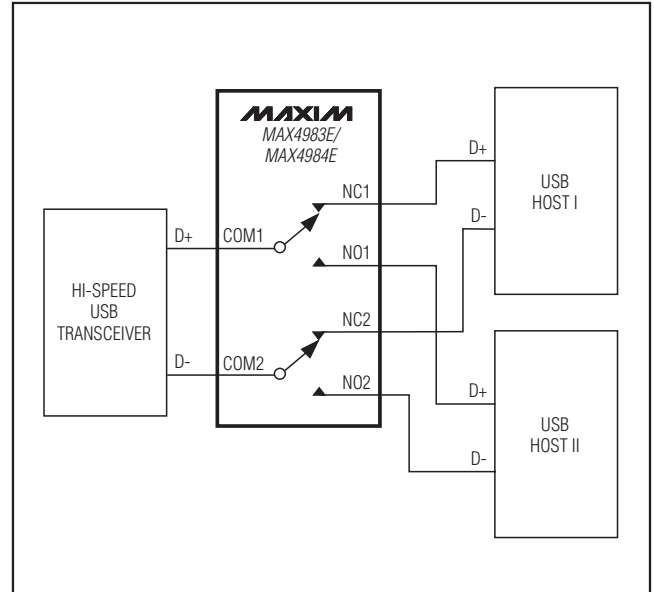 MAXIM
MAX4983E/
MAX4984E
HI-SPEED
USB
TRANSCEIVER
D+
D-
COM1
COM2
NC1
NO1
NC2
NO2
D+
D-
USB
HOST I
D+
D-
USB
HOST II